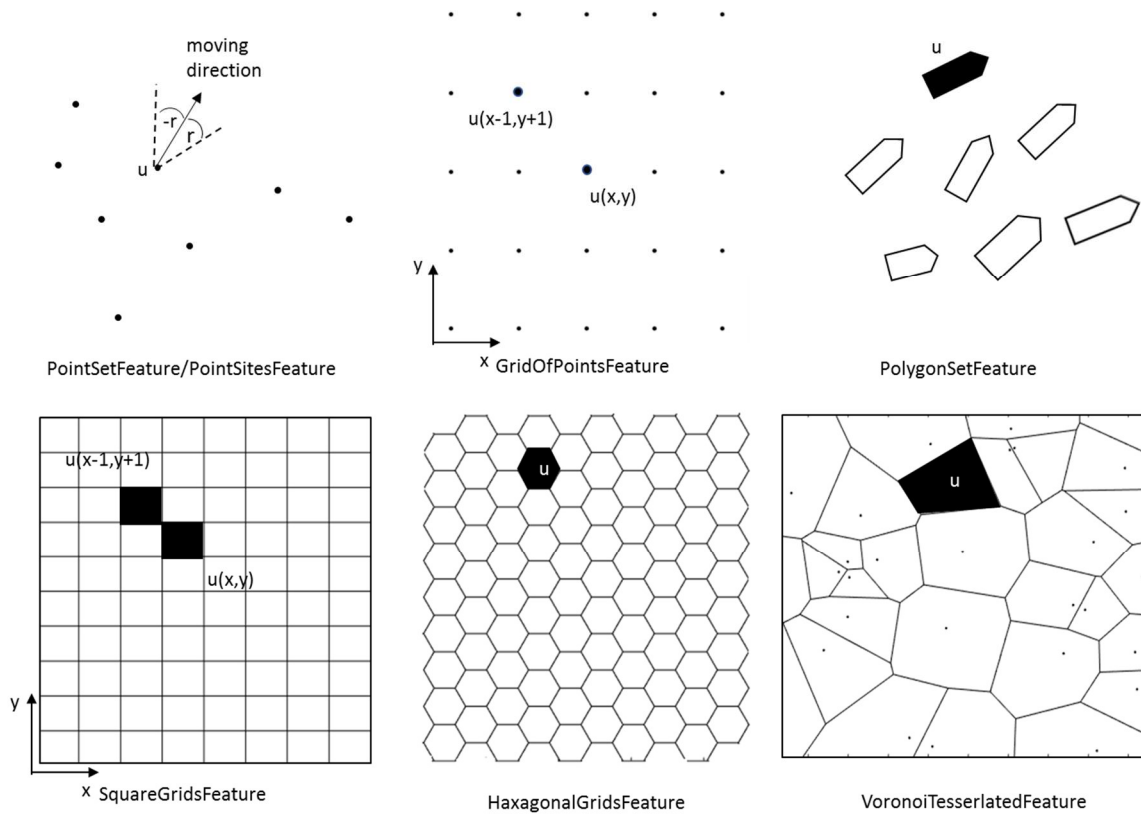 moving
direction
-r
r
u
PointSetFeature/PointSitesFeature
u(x-1,y+1)
u(x,y)
y
x
GridOfPointsFeature
u
PolygonSetFeature
u(x-1,y+1)
u(x,y)
y
x
SquareGridsFeature
u
HaxagonalGridsFeature
u
VoronoiTesserlatedFeature